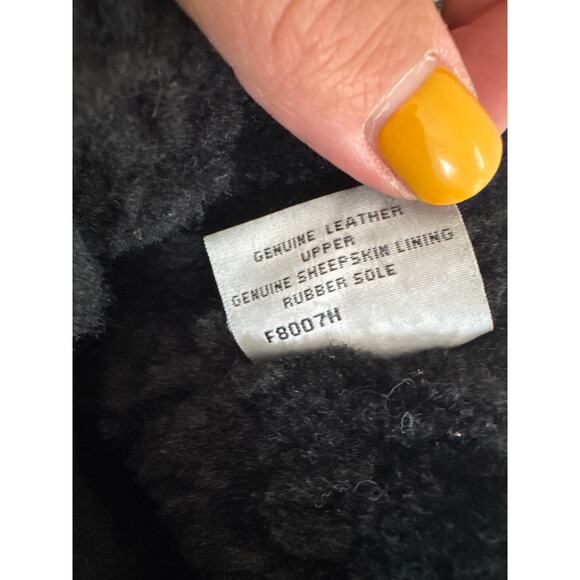 GENUINE LEATHER
UPPER
GENUINE SHEEPSKIN LINING
RUBBER SOLE
F8007H